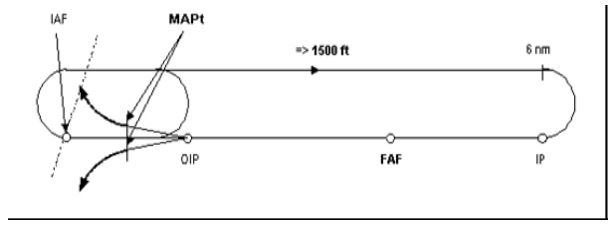 IAF
MAPt
=> 1500 ft
6 nm
OIP
FAF
IP